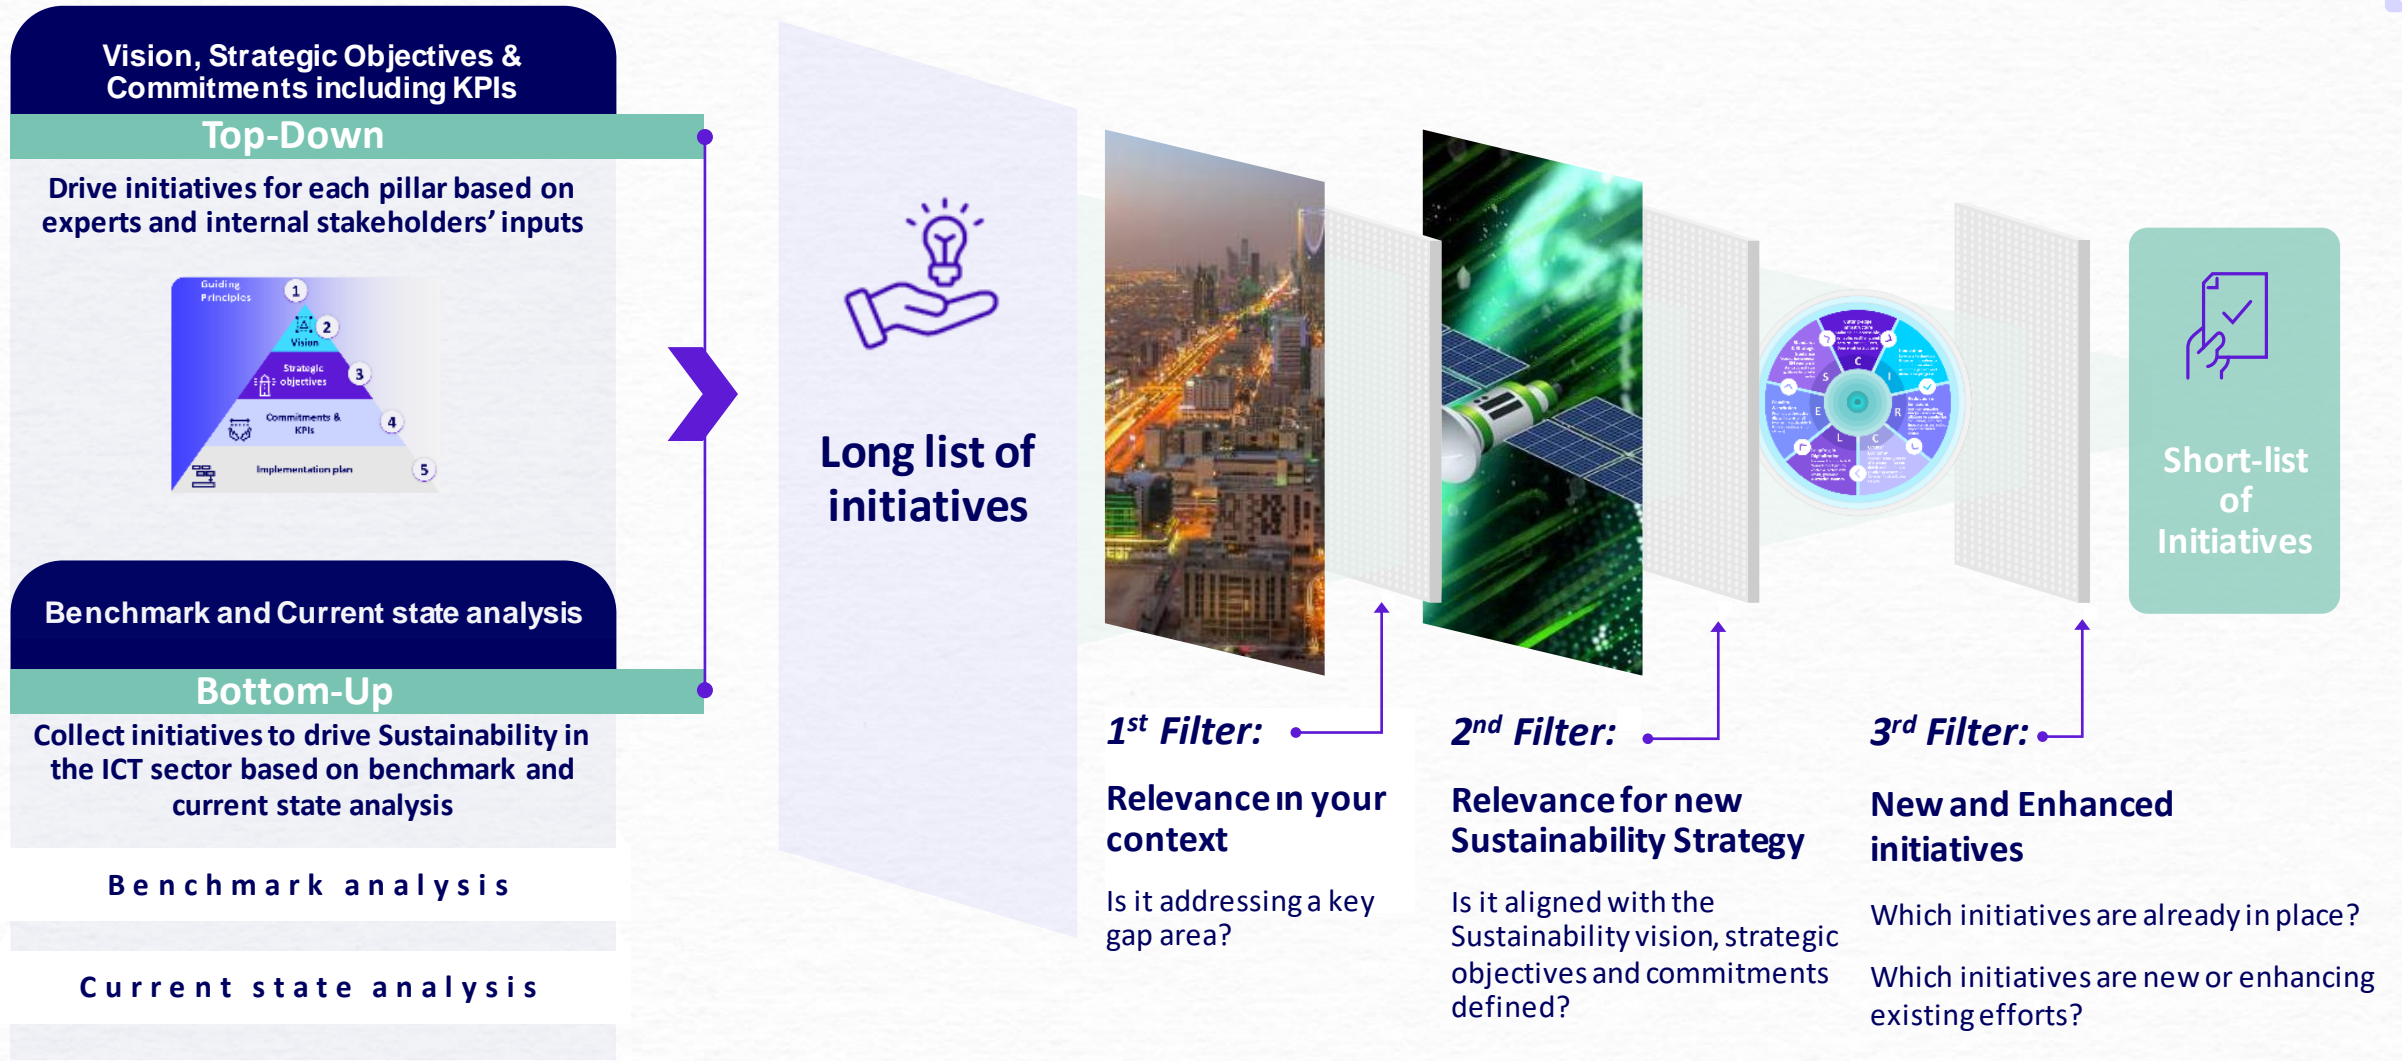 Vision, Strategic Objectives &
Commitments including KPIs
Top-Down
Drive initiatives for each pillar based on
experts and internal stakeholders' inputs
Guiding
Principles
1
2
Vision
Strategic
objectives
3
Commitments &
KPIs
4
Implementation plan
5
Benchmark and Current state analysis
Bottom-Up
Collect initiatives to drive Sustainability in
the ICT sector based on benchmark and
current state analysis
Benchmark analysis
Current state analysis
Long list of
initiatives
C
I
R
C
L
E
S
Short-list
of
Initiatives
1st Filter:
Relevance in your
context
Is it addressing a key
gap area?
2nd Filter:
Relevance for new
Sustainability Strategy
Is it aligned with the
Sustainability vision, strategic
objectives and commitments
defined?
3rd Filter:
New and Enhanced
initiatives
Which initiatives are already in place?
Which initiatives are new or enhancing
existing efforts?